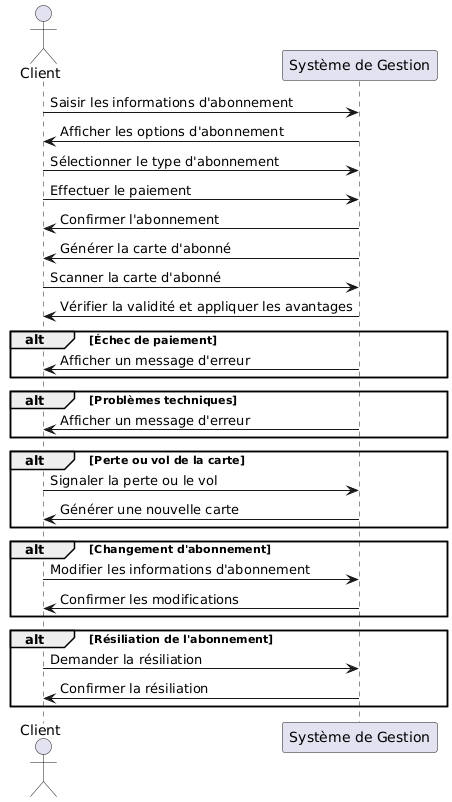 Client
Système de Gestion
Saisir les informations d'abonnement
Afficher les options d'abonnement
Sélectionner le type d'abonnement
Effectuer le paiement
Confirmer l'abonnement
Générer la carte d'abonné
Scanner la carte d'abonné
Vérifier la validité et appliquer les avantages
alt [Échec de paiement]
Afficher un message d'erreur
alt [Problèmes techniques]
Afficher un message d'erreur
alt [Perte ou vol de la carte]
Signaler la perte ou le vol
Générer une nouvelle carte
alt [Changement d'abonnement]
Modifier les informations d'abonnement
Confirmer les modifications
alt [Résiliation de l'abonnement]
Demander la résiliation
Confirmer la résiliation
Client
Système de Gestion